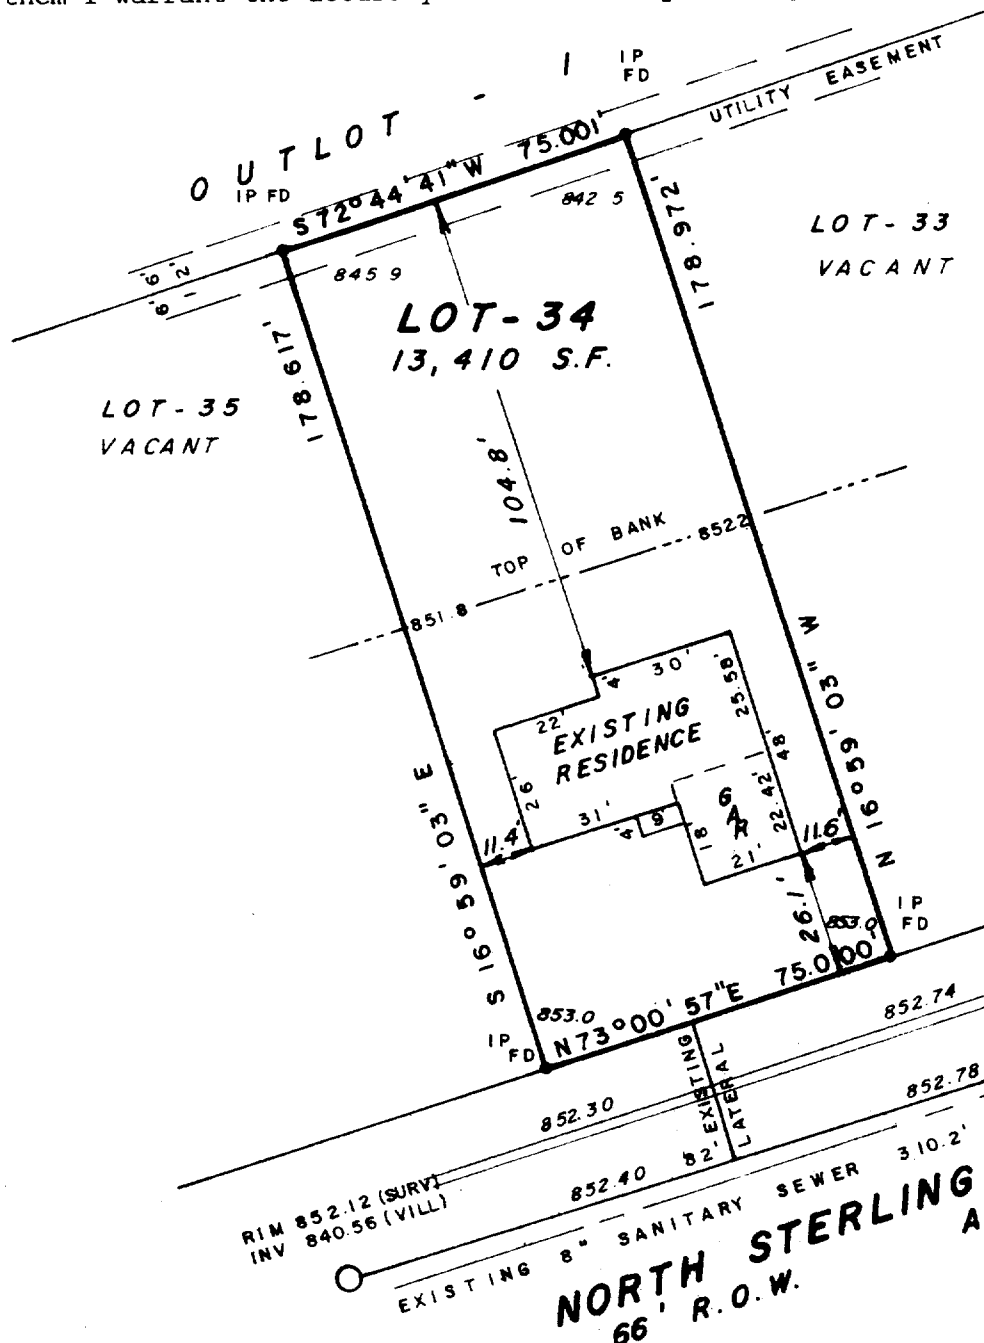 OUTLOT - 1
IP
FD
UTILITY EASEMENT
IP FD
S 72° 44' 41" W 75.001'
6' 6'
12'
845 9
842 5
178.617'
178.972'
LOT-34
13,410 S.F.
LOT-33
VACANT
LOT-35
VACANT
104.8'
TOP OF BANK
851.8
8522
30'
4'
22'
25.58'
EXISTING
RESIDENCE
26'
48'
22.42'
31'
4'
9'
GAR
18
21'
11.4'
11.6'
26.1'
S 16° 59' 03" E
N 16° 59' 03" W
853.0
IP
FD
853.0
IP
FD
N 73° 00' 57" E 75.000'
852.74
852.30
852.78
82' EXISTING
LATERAL
852.40
RIM 852.12 (SURV)
INV 840.56 (VILL)
EXISTING 8" SANITARY SEWER 310.2'
NORTH STERLING
A
66' R.O.W.